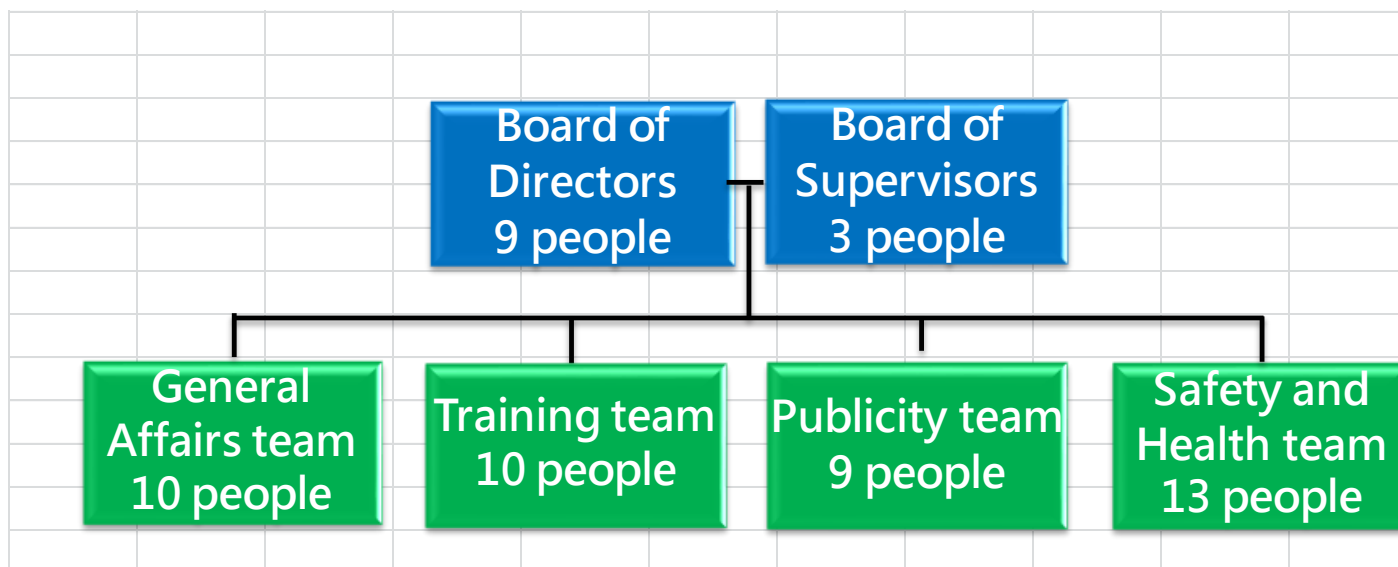 Board of
Directors
9 people
Board of
Supervisors
3 people
General
Affairs team
10 people
Training team
10 people
Publicity team
9 people
Safety and
Health team
13 people